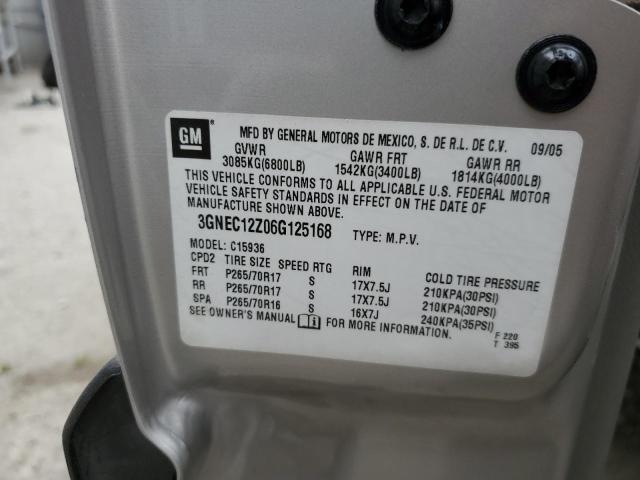 GM ® MFD BY GENERAL MOTORS DE MEXICO, S. DE R.L. DE C.V. 09/05
GVWR GAWR FRT GAWR RR
3085KG(6800LB) 1542KG(3400LB) 1814KG(4000LB)
THIS VEHICLE CONFORMS TO ALL APPLICABLE U.S. FEDERAL MOTOR
VEHICLE SAFETY STANDARDS IN EFFECT ON THE DATE OF
MANUFACTURE SHOWN ABOVE.
3GNEC12Z06G125168 TYPE: M.P.V.
MODEL: C15936
CPD2 TIRE SIZE SPEED RTG RIM COLD TIRE PRESSURE
FRT P265/70R17 S 17X7.5J 210KPA(30PSI)
RR P265/70R17 S 17X7.5J 210KPA(30PSI)
SPA P265/70R16 S 16X7J 240KPA(35PSI)
SEE OWNER'S MANUAL FOR MORE INFORMATION.
F 220
T 395